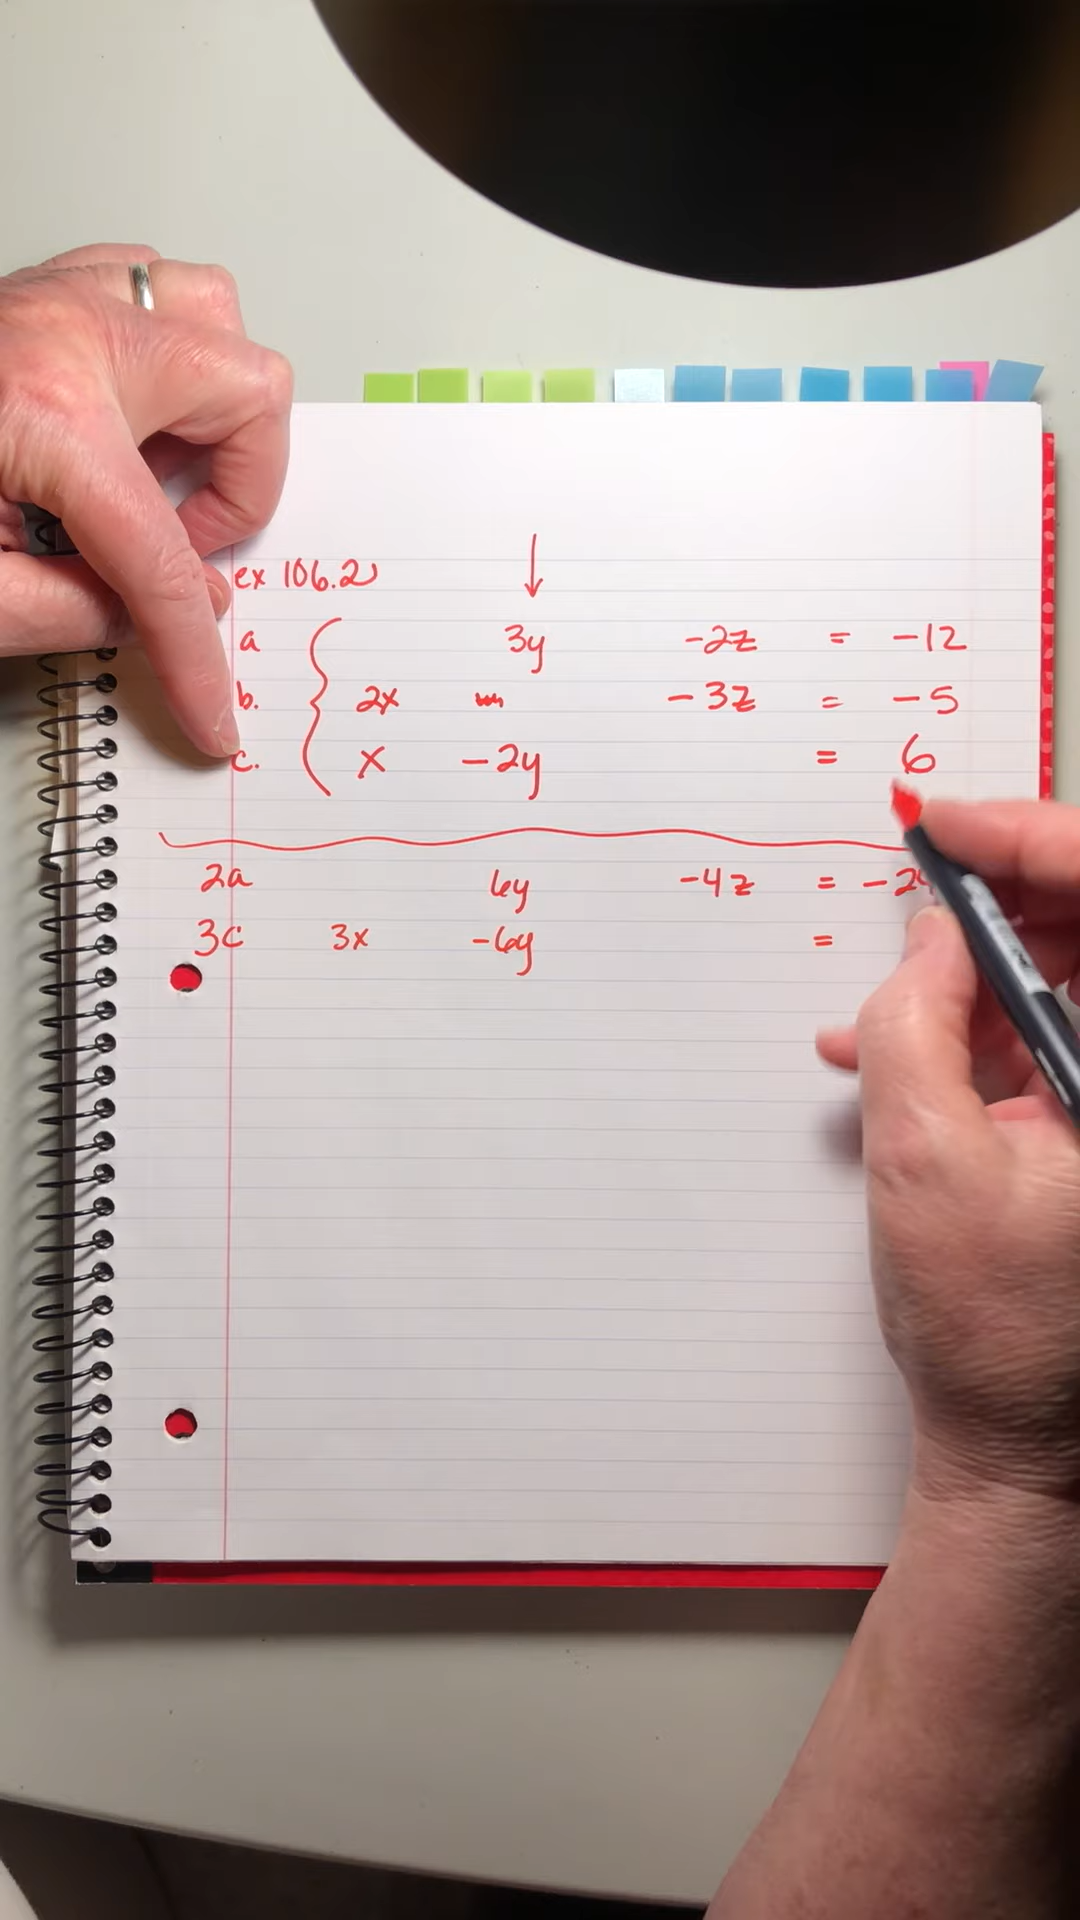 ex 106.2
a 3y -2z = -12
b. 2x -3z = -5
c. x -2y = 6
2a 6y -4z = -24
3c 3x -6y =